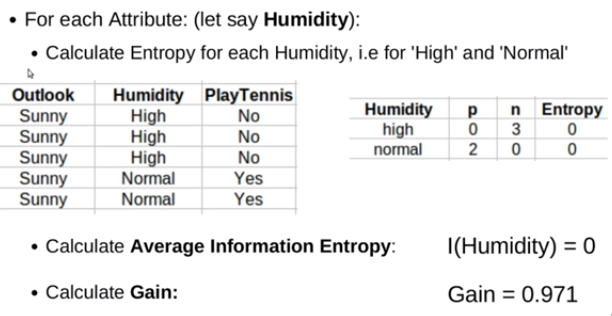 • For each Attribute: (let say Humidity):
• Calculate Entropy for each Humidity, i.e for 'High' and 'Normal'
Outlook Humidity PlayTennis
Sunny High No
Sunny High No
Sunny High No
Sunny Normal Yes
Sunny Normal Yes
Humidity p n Entropy
high 0 3 0
normal 2 0 0
• Calculate Average Information Entropy: I(Humidity) = 0
• Calculate Gain: Gain = 0.971